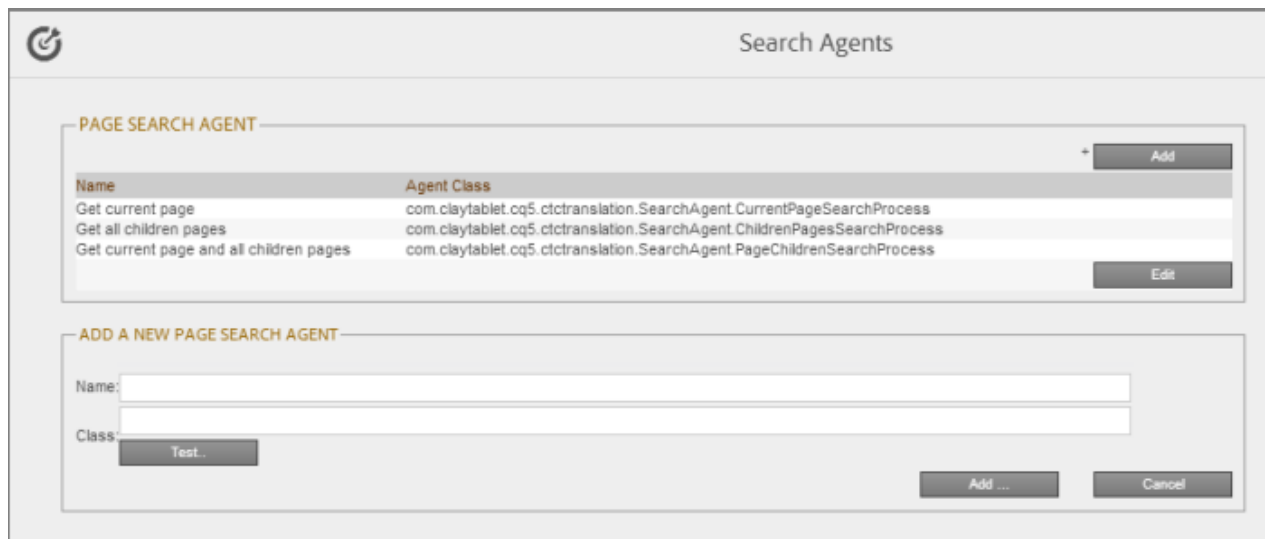 Search Agents
PAGE SEARCH AGENT
+ Add
Name Agent Class
Get current page com.claytablet.cq5.ctctranslation.SearchAgent.CurrentPageSearchProcess
Get all children pages com.claytablet.cq5.ctctranslation.SearchAgent.ChildrenPagesSearchProcess
Get current page and all children pages com.claytablet.cq5.ctctranslation.SearchAgent.PageChildrenSearchProcess
Edit
ADD A NEW PAGE SEARCH AGENT
Name:
Class:
Test..
Add ... Cancel